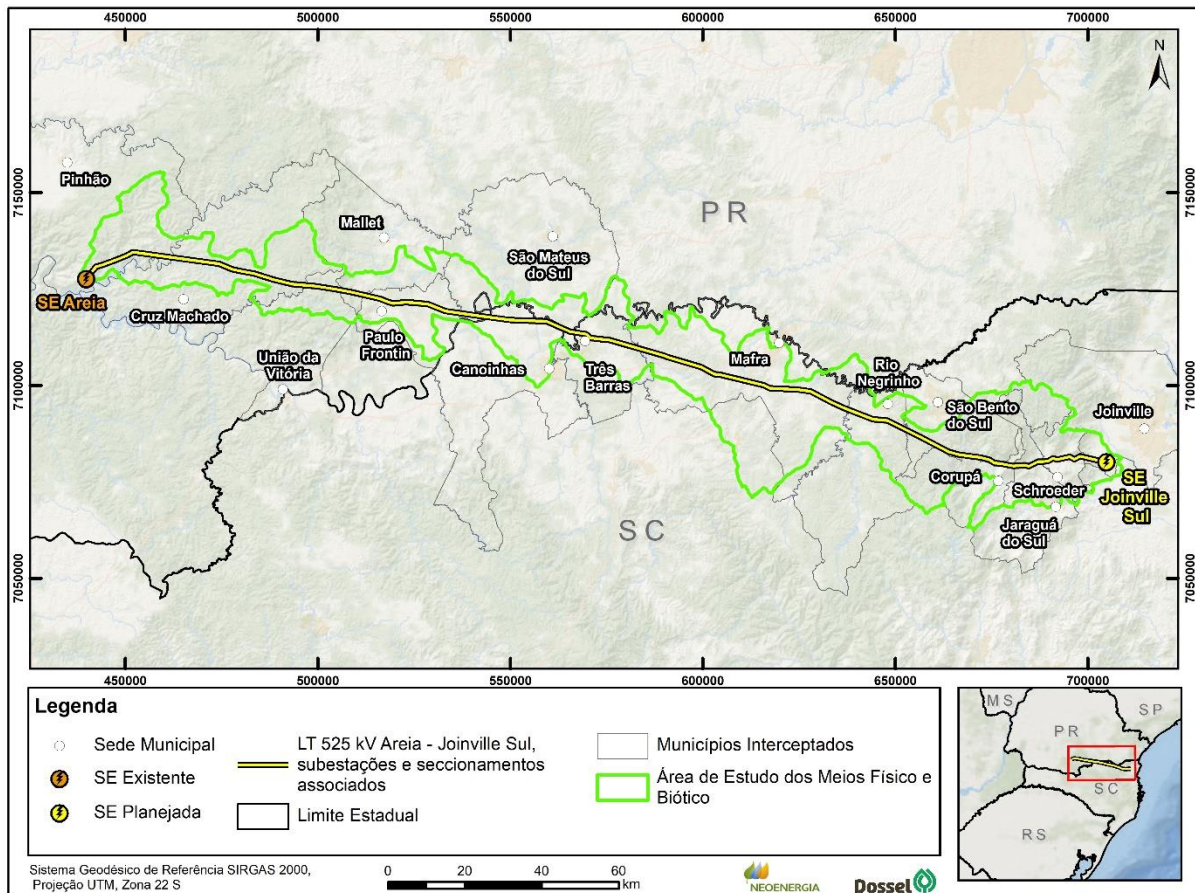 450000
500000
550000
600000
650000
700000
N
7150000
7150000
Pinhão
Mallet
São Mateus
do Sul
PR
SE Areia
Cruz Machado
União da
Vitória
Paulo
Frontin
Canoinhas
Três
Barras
Mafra
Rio
Negrinho
São Bento
do Sul
Joinville
7100000
7100000
Corupá
Schroeder
Jaraguá
do Sul
SE
Joinville
Sul
SC
7050000
7050000
450000
500000
550000
600000
650000
700000
Legenda
Sede Municipal
SE Existente
SE Planejada
LT 525 kV Areia - Joinville Sul,
subestações e seccionamentos
associados
Limite Estadual
Municípios Interceptados
Área de Estudo dos Meios Físico e
Biótico
MS
SP
PR
SC
RS
Sistema Geodésico de Referência SIRGAS 2000,
Projeção UTM, Zona 22 S
0 20 40 60
km
NEOENERGIA
Dossel